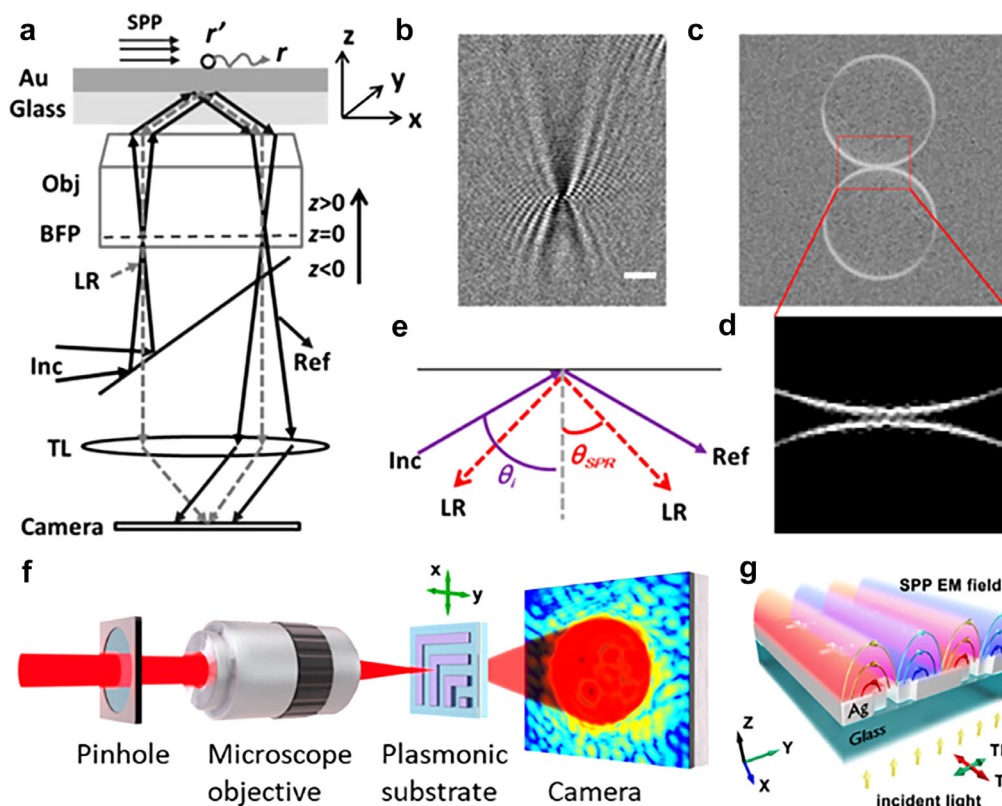 a
SPP
r'
r
z
y
x
Au
Glass
Obj
BFP
z>0
z=0
z<0
LR
Inc
Ref
TL
Camera
b
c
d
e
Inc
θi
θSPR
Ref
LR
LR
f
x
y
Pinhole
Microscope
objective
Plasmonic
substrate
Camera
g
SPP EM field
Ag
Glass
Z
Y
X
incident light